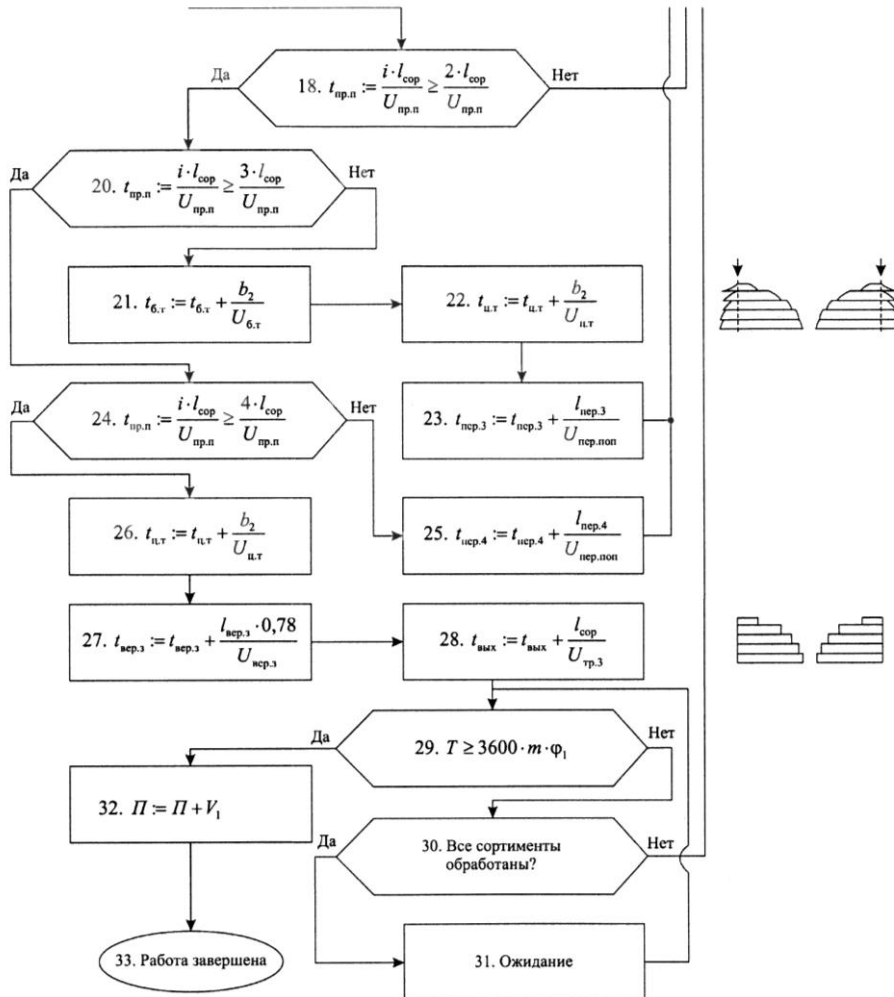 Да
18. t_пр.п := i · l_сор / U_пр.п ≥ 2 · l_сор / U_пр.п
Нет
Да
20. t_пр.п := i · l_сор / U_пр.п ≥ 3 · l_сор / U_пр.п
Нет
21. t_б.т := t_б.т + b_2 / U_б.т
22. t_ц.т := t_ц.т + b_2 / U_ц.т
Да
24. t_пр.п := i · l_сор / U_пр.п ≥ 4 · l_сор / U_пр.п
Нет
23. t_пер.3 := t_пер.3 + l_пер.3 / U_пер.поп
26. t_ц.т := t_ц.т + b_2 / U_ц.т
25. t_пер.4 := t_пер.4 + l_пер.4 / U_пер.поп
27. t_вер.з := t_вер.з + l_вер.з · 0,78 / U_вер.з
28. t_вых := t_вых + l_сор / U_тр.3
Да
29. T ≥ 3600 · m · φ_1
Нет
32. П := П + V_1
Да
30. Все сортименты
обработаны?
Нет
33. Работа завершена
31. Ожидание